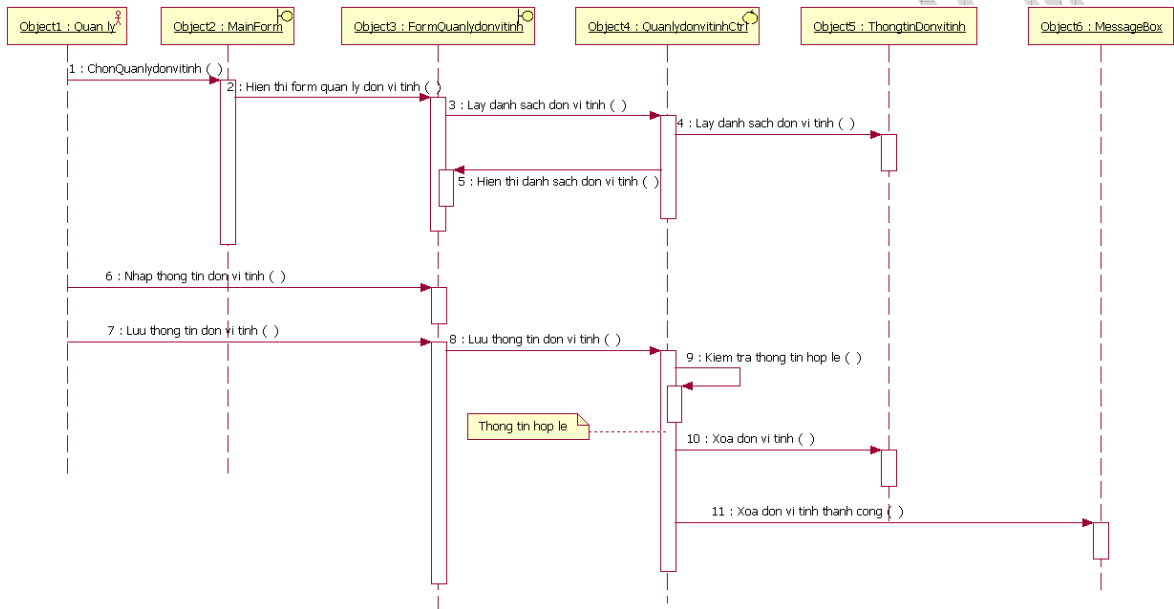 Object1 : Quan ly
Object2 : MainForm
Object3 : FormQuanlydonvitinh
Object4 : QuanlydonvitinhCtrl
Object5 : ThongtinDonvitinh
Object6 : MessageBox
1 : ChonQuanlydonvitinh ( )
2 : Hien thi form quan ly don vi tinh ( )
3 : Lay danh sach don vi tinh ( )
4 : Lay danh sach don vi tinh ( )
5 : Hien thi danh sach don vi tinh ( )
6 : Nhap thong tin don vi tinh ( )
7 : Luu thong tin don vi tinh ( )
8 : Luu thong tin don vi tinh ( )
9 : Kiem tra thong tin hop le ( )
Thong tin hop le
10 : Xoa don vi tinh ( )
11 : Xoa don vi tinh thanh cong ( )